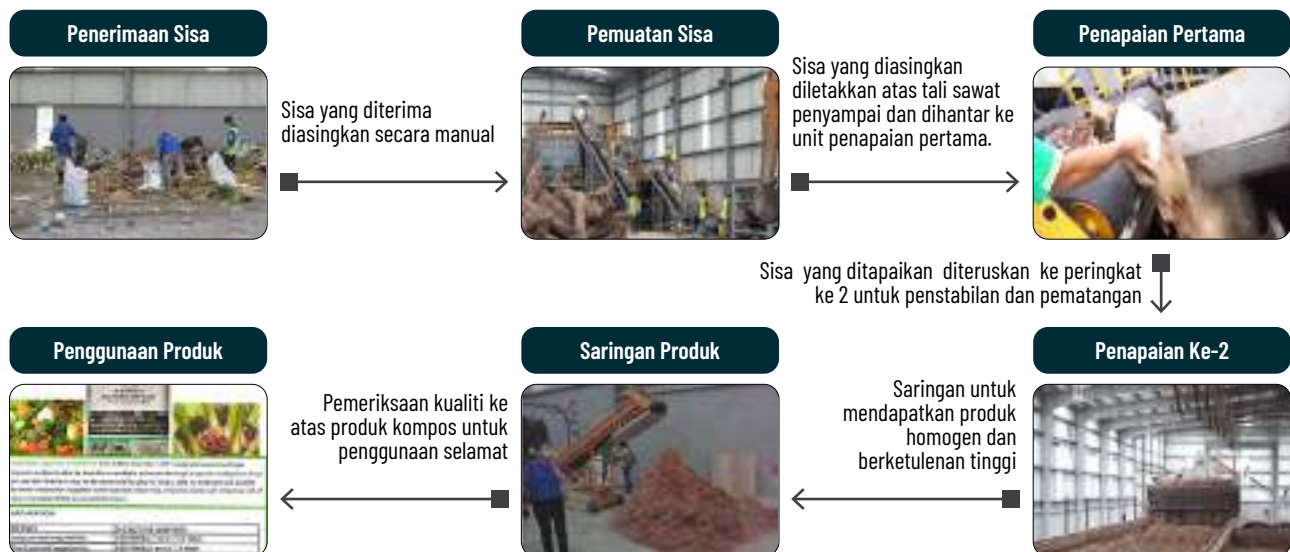 Penerimaan Sisa
Sisa yang diterima
diasingkan secara manual
Pemuatan Sisa
Sisa yang diasingkan
diletakkan atas tali sawat
penyampai dan dihantar ke
unit penapaian pertama.
Penapaian Pertama
Sisa yang ditapaikan diteruskan ke peringkat
ke 2 untuk penstabilan dan pematangan
Penapaian Ke-2
Saringan untuk
mendapatkan produk
homogen dan
berketulenan tinggi
Saringan Produk
Pemeriksaan kualiti ke
atas produk kompos untuk
penggunaan selamat
Penggunaan Produk